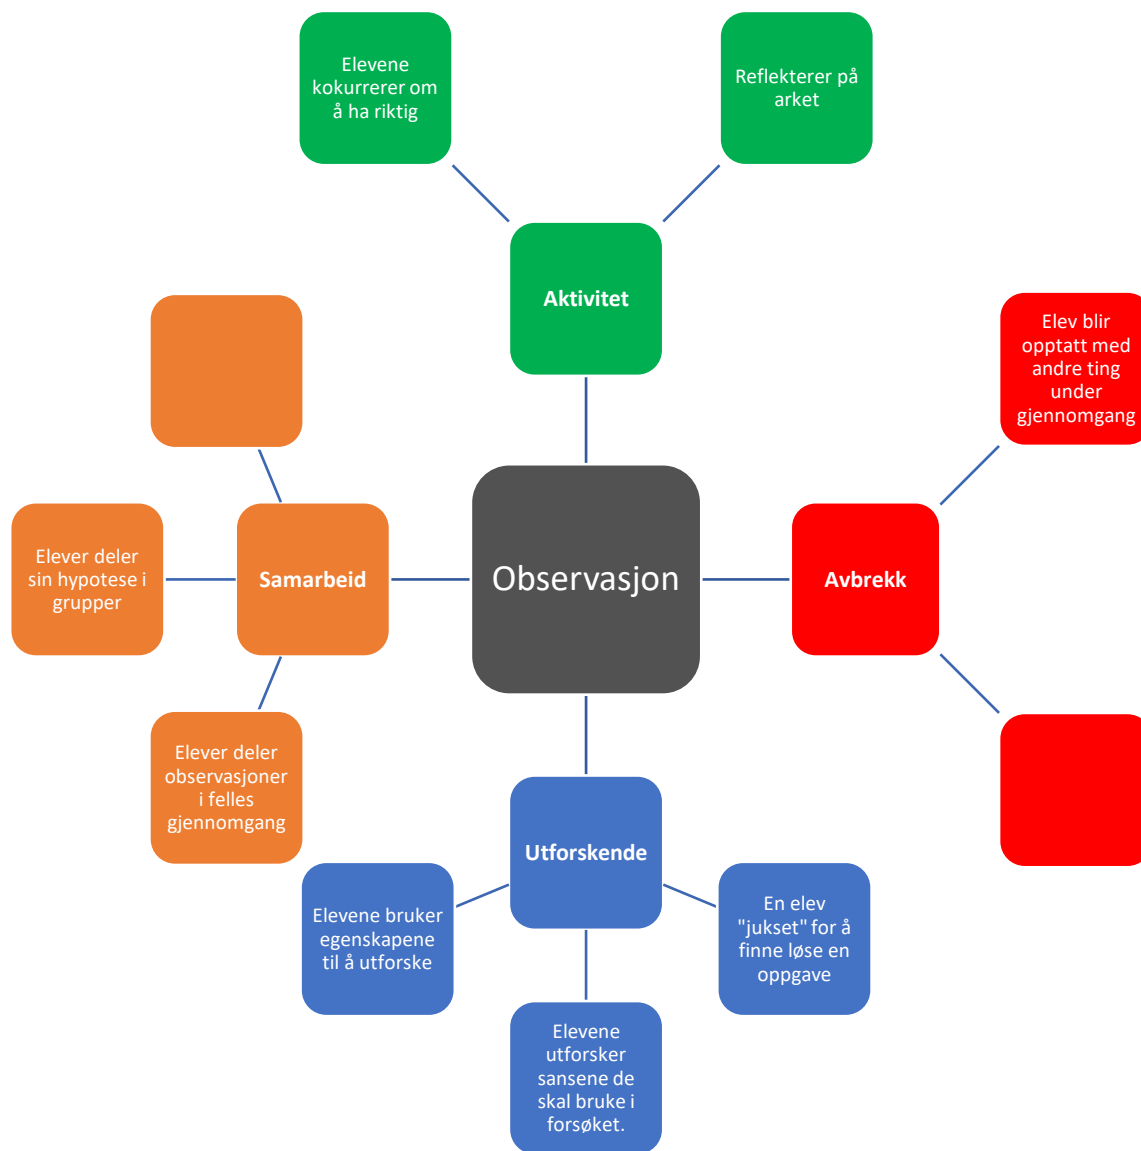 Elevene
kokurrerer om
å ha riktig
Reflekterer på
arket
Aktivitet
Elev blir
opptatt med
andre ting
under
gjennomgang
Elever deler
sin hypotese i
grupper
Samarbeid
Observasjon
Avbrekk
Elever deler
observasjoner
i felles
gjennomgang
Utforskende
Elevene bruker
egenskapene
til å utforske
En elev
"jukset" for å
finne løse en
oppgave
Elevene
utforsker
sansene de
skal bruke i
forsøket.